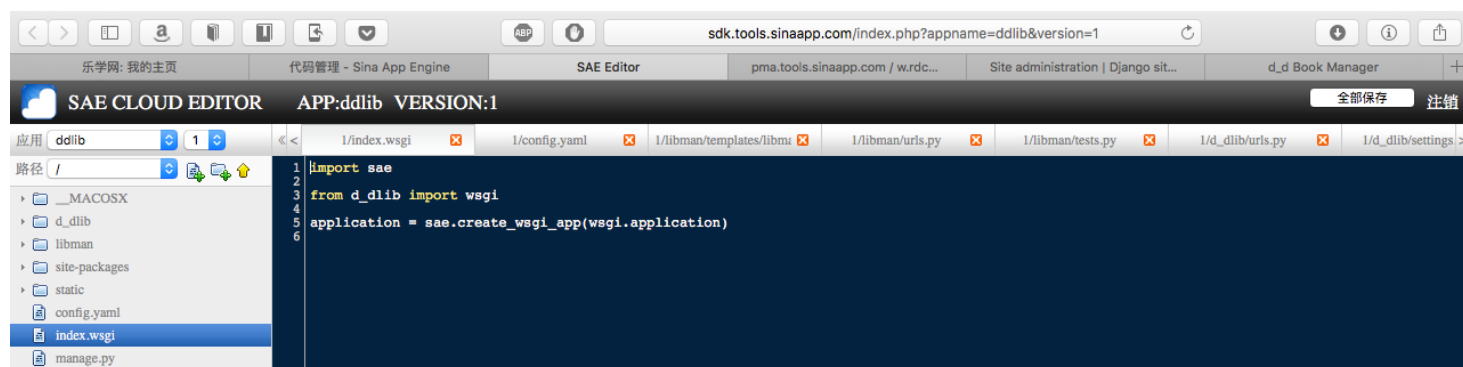 a
ABP
sdk.tools.sinaapp.com/index.php?appname=ddlib&version=1
乐学网: 我的主页
代码管理 - Sina App Engine
SAE Editor
pma.tools.sinaapp.com / w.rdc...
Site administration | Django sit...
d_d Book Manager
SAE CLOUD EDITOR APP:ddlib VERSION:1
全部保存
注销
应用 ddlib 1
1/index.wsgi
1/config.yaml
1/libman/templates/libma
1/libman/urls.py
1/libman/tests.py
1/d_dlib/urls.py
1/d_dlib/settings
路径 /
__MACOSX
d_dlib
libman
site-packages
static
config.yaml
index.wsgi
manage.py
1 import sae
2
3 from d_dlib import wsgi
4
5 application = sae.create_wsgi_app(wsgi.application)
6